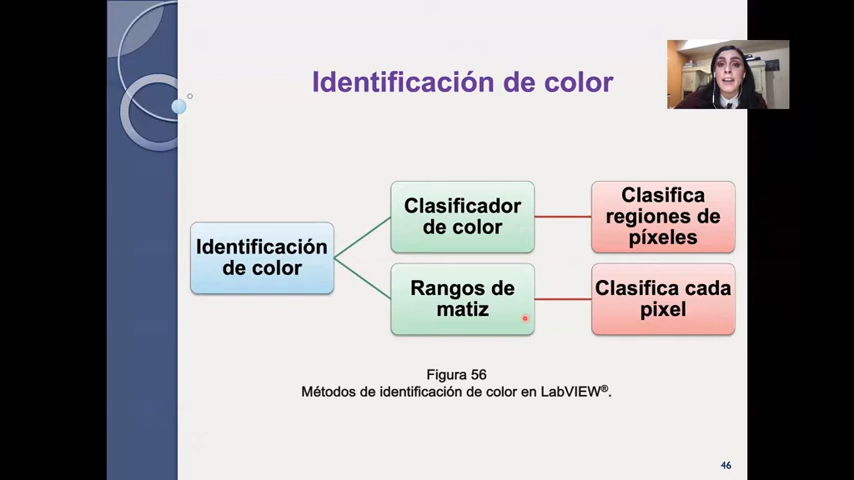 Identificación de color
Identificación
de color
Clasificador
de color
Clasifica
regiones de
píxeles
Rangos de
matiz
Clasifica cada
pixel
Figura 56
Métodos de identificación de color en LabVIEW®.
46